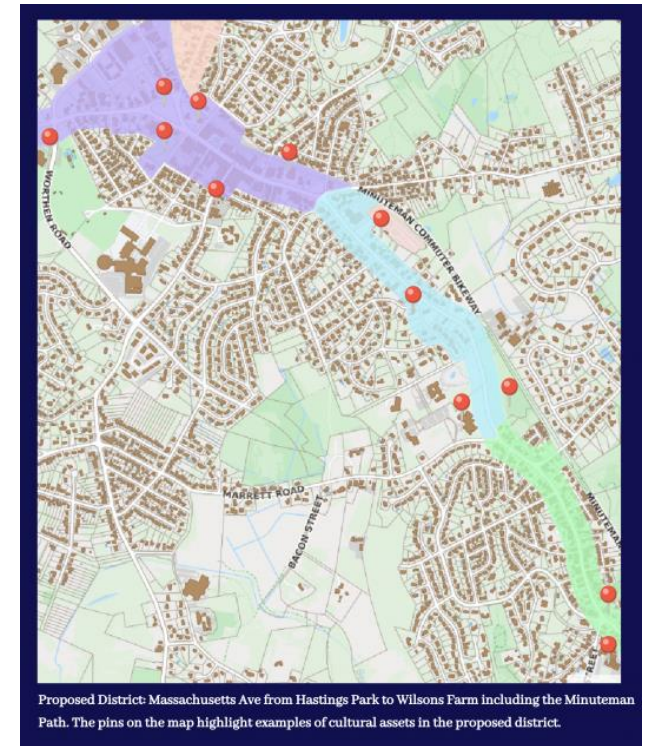 WORTHEN ROAD
MINUTEMAN COMMUTER BIKEWAY
MARRETT ROAD
BACON STREET
MINUTEMAN
REET
Proposed District: Massachusetts Ave from Hastings Park to Wilsons Farm including the Minuteman
Path. The pins on the map highlight examples of cultural assets in the proposed district.